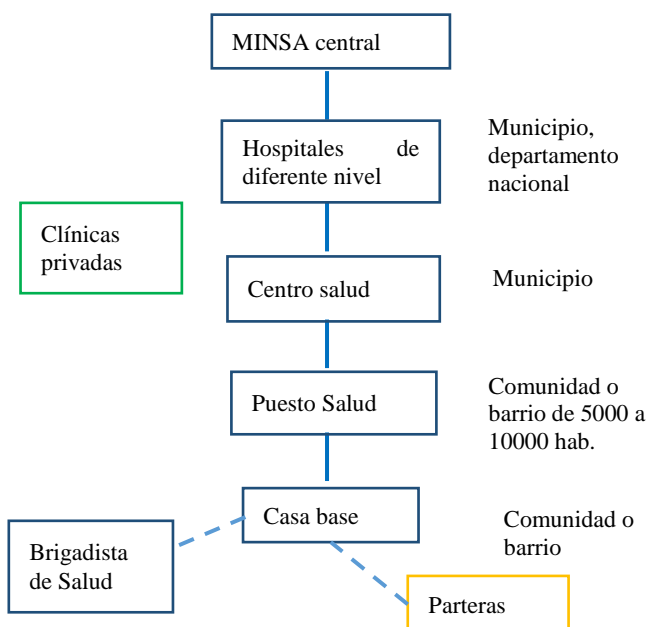 MINSA central
Hospitales de
diferente nivel
Municipio,
departamento
nacional
Clínicas
privadas
Centro salud
Municipio
Puesto Salud
Comunidad o
barrio de 5000 a
10000 hab.
Casa base
Comunidad o
barrio
Brigadista
de Salud
Parteras